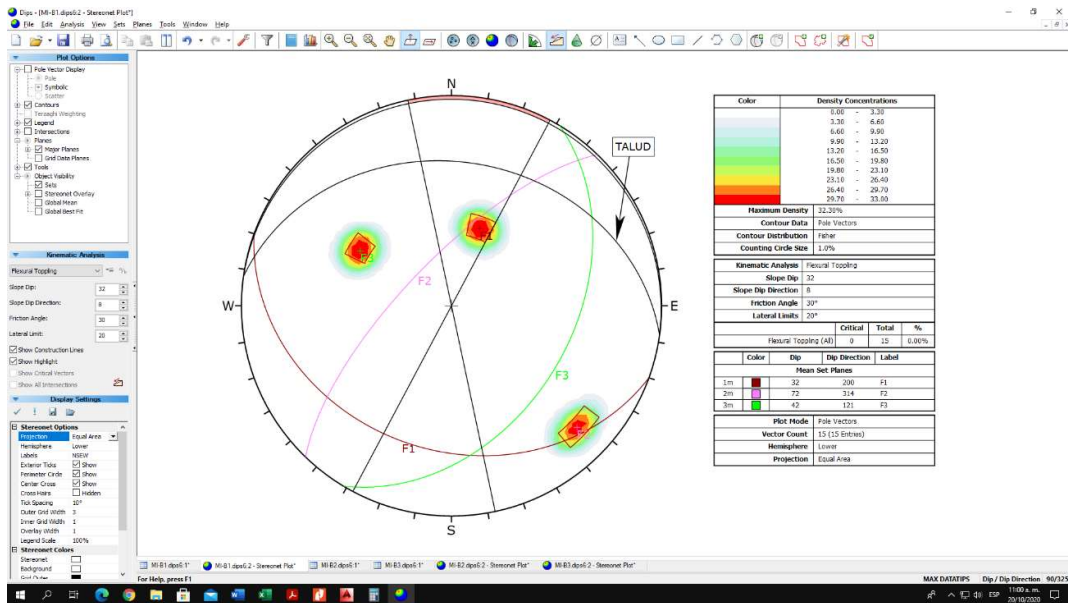 Dips - [MI-B1.dips6:2 - Stereonet Plot*]
File Edit Analysis View Sets Planes Tools Window Help
Plot Options
Pole Vector Display
Pole
Symbolic
Scatter
Contours
Terzaghi Weighting
Legend
Intersections
Planes
Major Planes
Grid Data Planes
Tools
Object Visibility
Sets
Stereonet Overlay
Global Mean
Global Best Fit
Kinematic Analysis
Flexural Toppling
Slope Dip: 32
Slope Dip Direction: 8
Friction Angle: 30
Lateral Limit: 20
Show Construction Lines
Show Highlight
Show Critical Vectors
Show All Intersections
Display Settings
Stereonet Options
Projection Equal Area
Hemisphere Lower
Labels NSEW
Exterior Ticks Show
Perimeter Circle Show
Center Cross Show
Cross Hairs Hidden
Tick Spacing 10°
Outer Grid Width 3
Inner Grid Width 1
Overlay Width 1
Legend Scale 100%
Stereonet Colors
Stereonet
Background
Grid Outer
N
TALUD
F1
F2
W
E
F3
F1
S
Color Density Concentrations
0.00 - 3.30
3.30 - 6.60
6.60 - 9.90
9.90 - 13.20
13.20 - 16.50
16.50 - 19.80
19.80 - 23.10
23.10 - 26.40
26.40 - 29.70
29.70 - 33.00
Maximum Density 32.38%
Contour Data Pole Vectors
Contour Distribution Fisher
Counting Circle Size 1.0%
Kinematic Analysis Flexural Toppling
Slope Dip 32
Slope Dip Direction 8
Friction Angle 30°
Lateral Limits 20°
Critical Total %
Flexural Toppling (All) 0 15 0.00%
Color Dip Dip Direction Label
Mean Set Planes
1m 32 200 F1
2m 72 314 F2
3m 42 121 F3
Plot Mode Pole Vectors
Vector Count 15 (15 Entries)
Hemisphere Lower
Projection Equal Area
MI-B1.dips6:1* MI-B1.dips6:2 - Stereonet Plot* MI-B2.dips6:1* MI-B3.dips6:1* MI-B2.dips6:2 - Stereonet Plot* MI-B3.dips6:2 - Stereonet Plot*
For Help, press F1
MAX DATATIPS Dip / Dip Direction 90/325
ESP
11:00 a. m.
20/10/2020